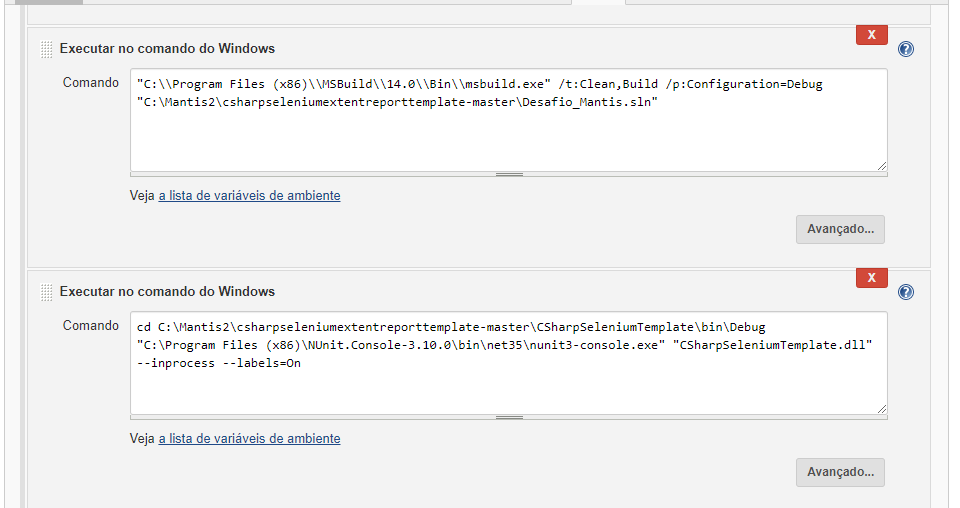 X
Executar no comando do Windows
Comando
"C:\\Program Files (x86)\\MSBuild\\14.0\\Bin\\msbuild.exe" /t:Clean,Build /p:Configuration=Debug
"C:\Mantis2\csharpseleniumextentreporttemplate-master\Desafio_Mantis.sln"
Veja a lista de variáveis de ambiente
Avançado...
X
Executar no comando do Windows
Comando
cd C:\Mantis2\csharpseleniumextentreporttemplate-master\CSharpSeleniumTemplate\bin\Debug
"C:\Program Files (x86)\NUnit.Console-3.10.0\bin\net35\nunit3-console.exe" "CSharpSeleniumTemplate.dll"
--inprocess --labels=On
Veja a lista de variáveis de ambiente
Avançado...